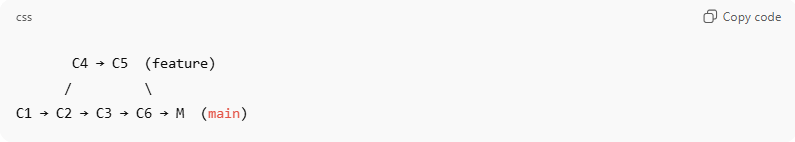 css
Copy code
C4 → C5 (feature)
/ \
C1 → C2 → C3 → C6 → M (main)